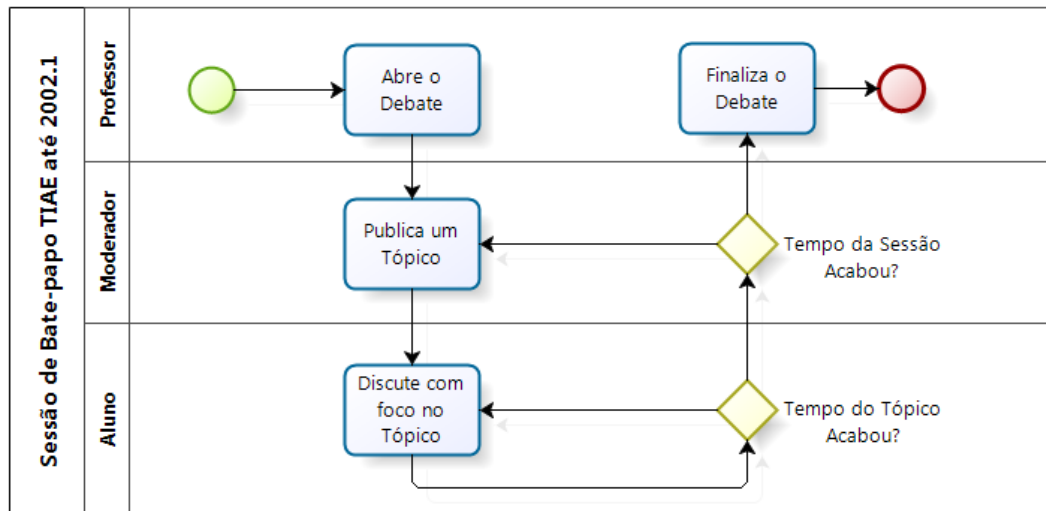 Sessão de Bate-papo TIAE até 2002.1
Professor
Abre o
Debate
Finaliza o
Debate
Moderador
Publica um
Tópico
Tempo da Sessão
Acabou?
Aluno
Discute com
foco no
Tópico
Tempo do Tópico
Acabou?